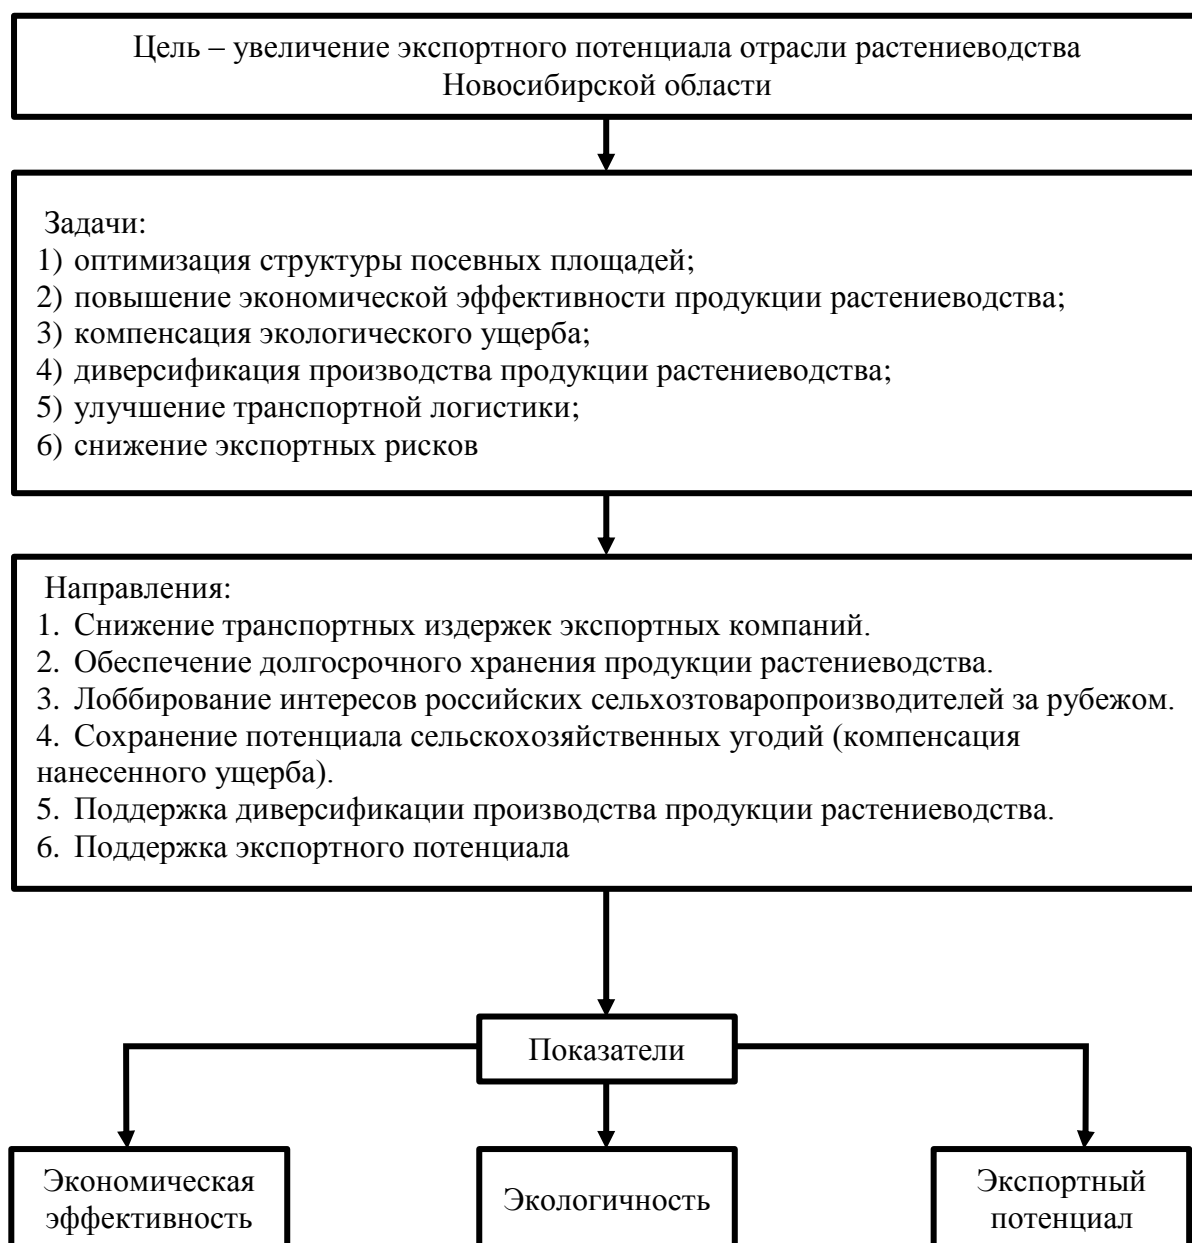 Цель – увеличение экспортного потенциала отрасли растениеводства
Новосибирской области
Задачи:
1) оптимизация структуры посевных площадей;
2) повышение экономической эффективности продукции растениеводства;
3) компенсация экологического ущерба;
4) диверсификация производства продукции растениеводства;
5) улучшение транспортной логистики;
6) снижение экспортных рисков
Направления:
1. Снижение транспортных издержек экспортных компаний.
2. Обеспечение долгосрочного хранения продукции растениеводства.
3. Лоббирование интересов российских сельхозтоваропроизводителей за рубежом.
4. Сохранение потенциала сельскохозяйственных угодий (компенсация
нанесенного ущерба).
5. Поддержка диверсификации производства продукции растениеводства.
6. Поддержка экспортного потенциала
Показатели
Экономическая
эффективность
Экологичность
Экспортный
потенциал